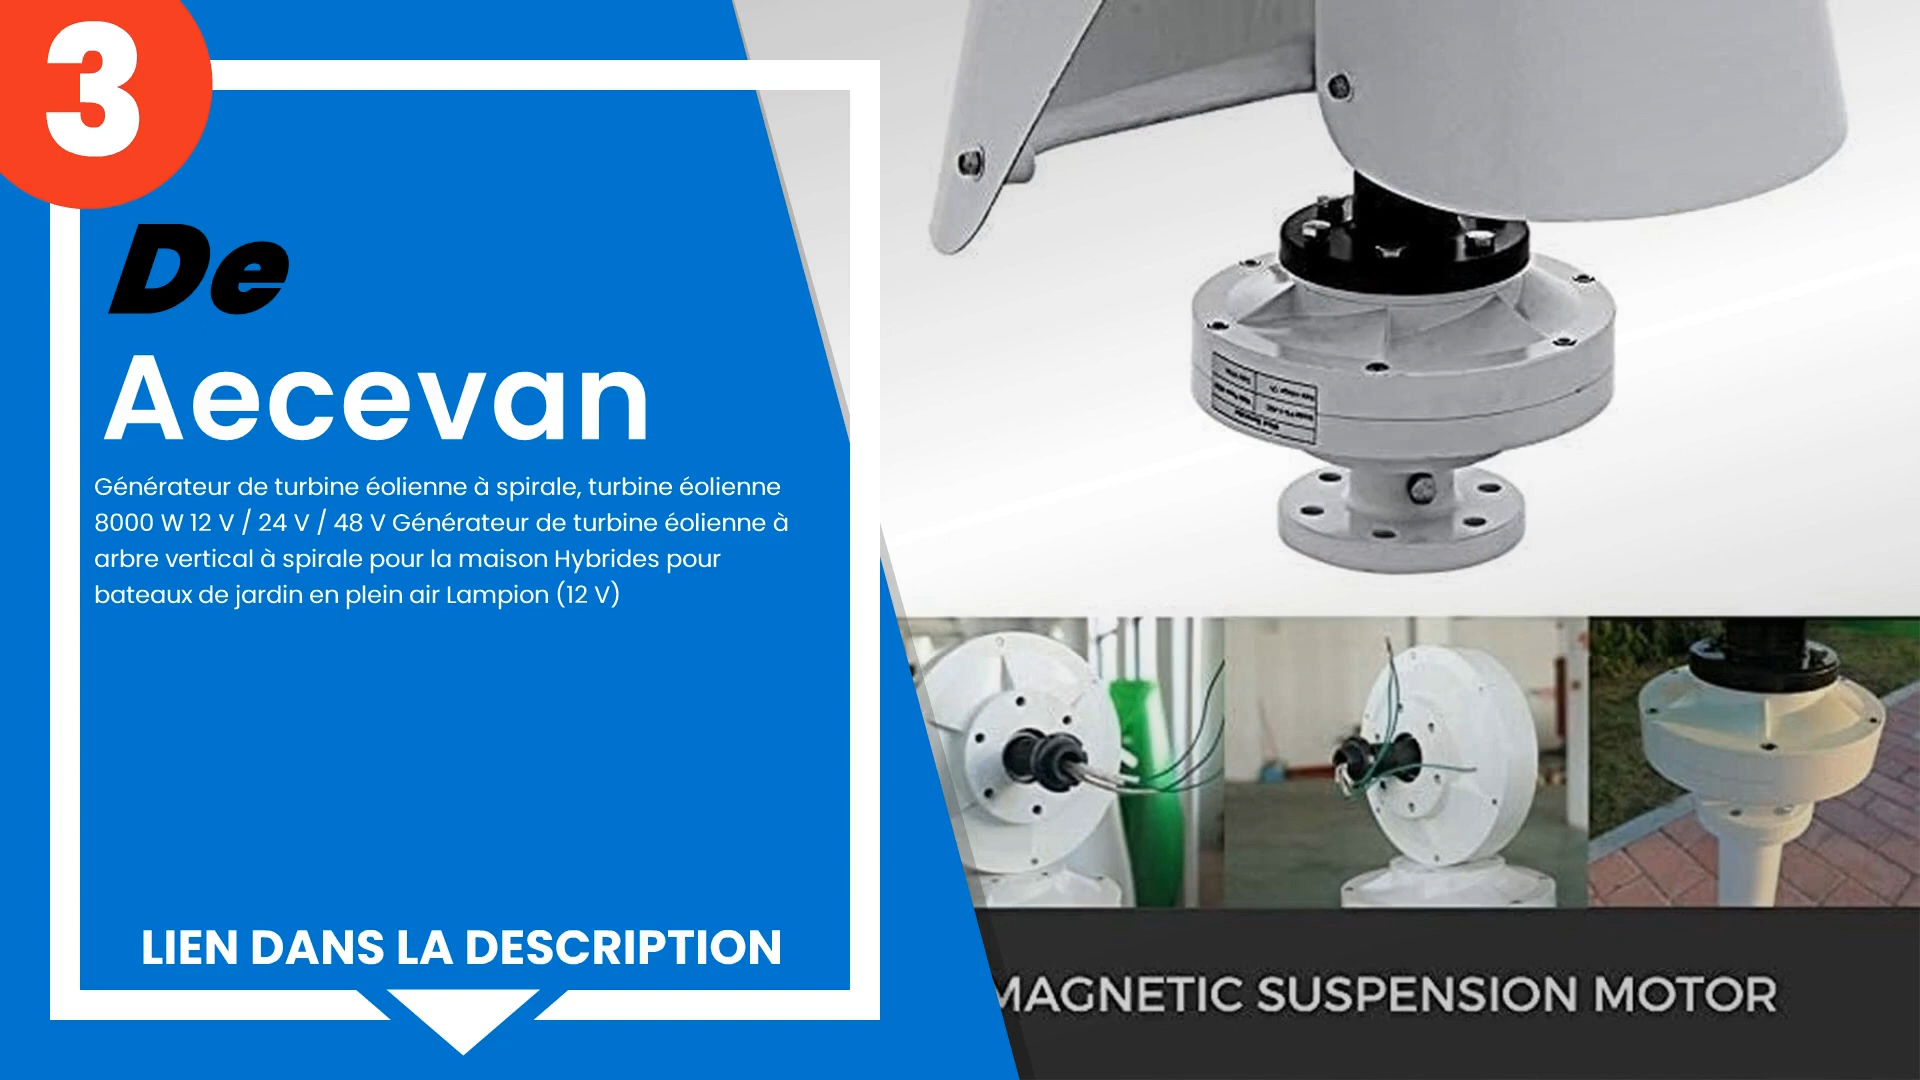 3
De
Aecevan
Générateur de turbine éolienne à spirale, turbine éolienne
8000 W 12 V / 24 V / 48 V Générateur de turbine éolienne à
arbre vertical à spirale pour la maison Hybrides pour
bateaux de jardin en plein air Lampion (12 V)
LIEN DANS LA DESCRIPTION
MAGNETIC SUSPENSION MOTOR